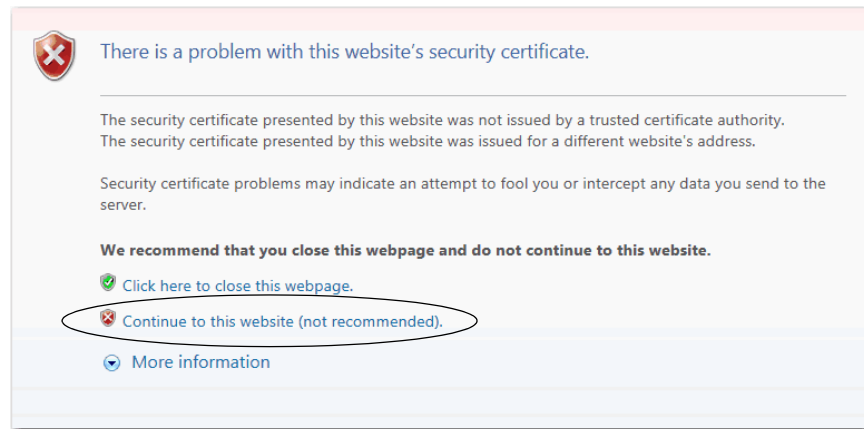 There is a problem with this website's security certificate.
The security certificate presented by this website was not issued by a trusted certificate authority.
The security certificate presented by this website was issued for a different website's address.
Security certificate problems may indicate an attempt to fool you or intercept any data you send to the
server.
We recommend that you close this webpage and do not continue to this website.
Click here to close this webpage.
Continue to this website (not recommended).
More information